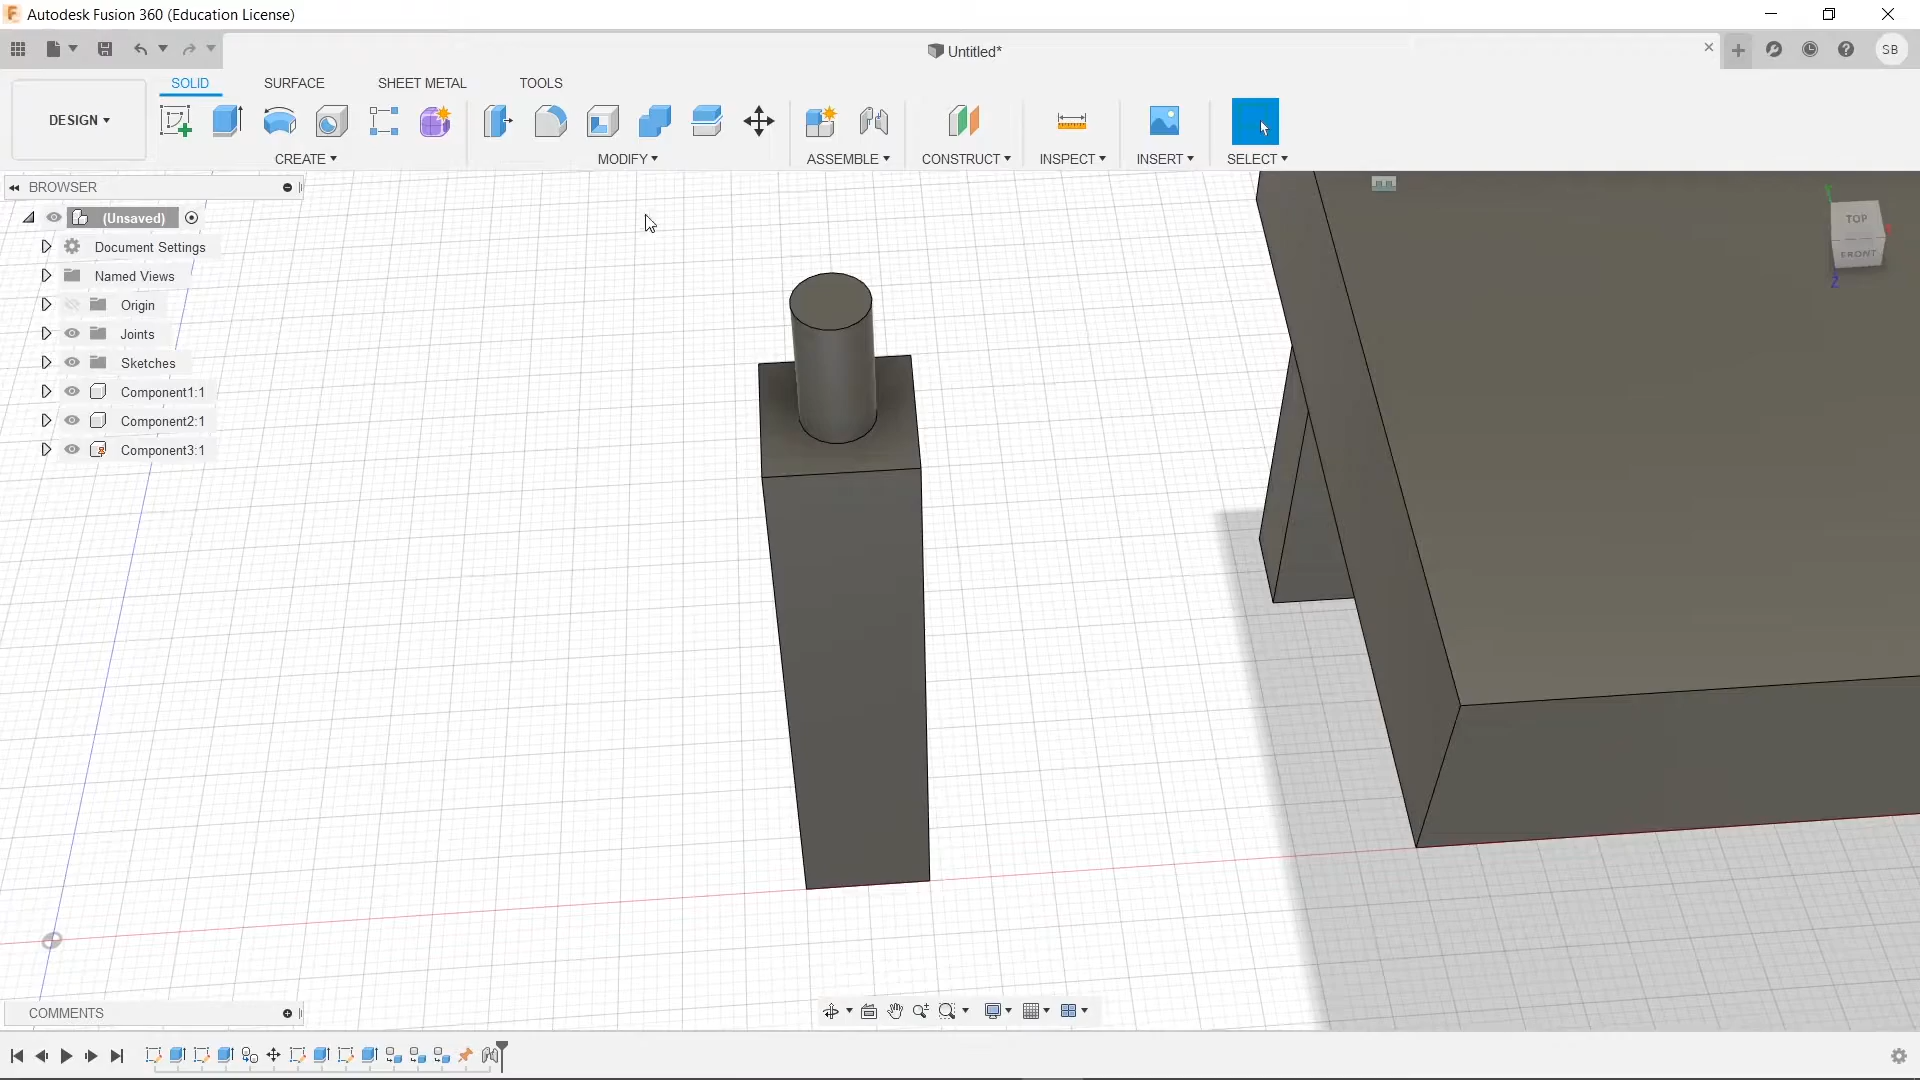 Autodesk Fusion 360 (Education License)
Untitled*
SB
DESIGN
SOLID
SURFACE
SHEET METAL
TOOLS
CREATE
MODIFY
ASSEMBLE
CONSTRUCT
INSPECT
INSERT
SELECT
BROWSER
(Unsaved)
Document Settings
Named Views
Origin
Joints
Sketches
Component1:1
Component2:1
Component3:1
Y
TOP
X
FRONT
Z
COMMENTS